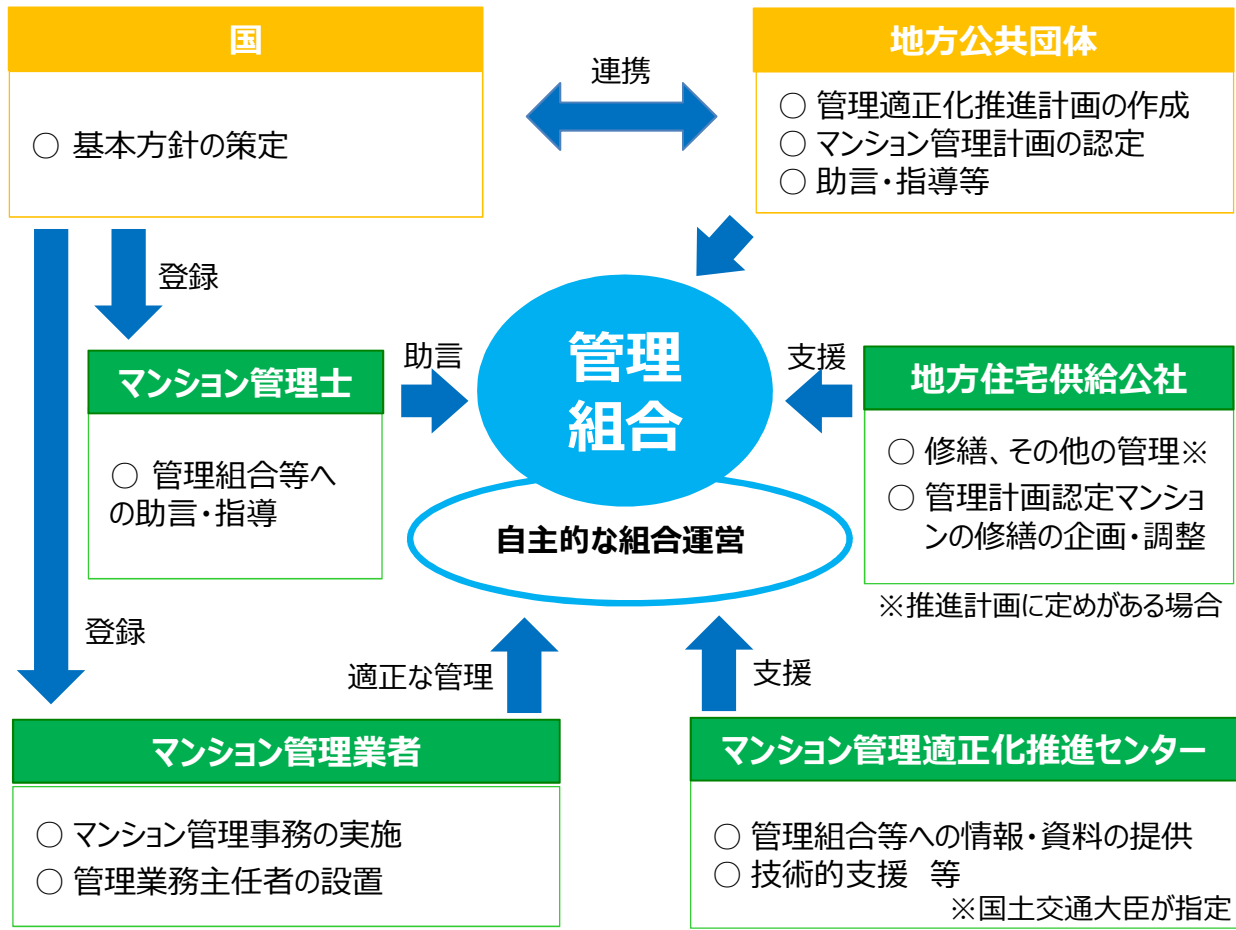 国
○ 基本方針の策定
連携
地方公共団体
○ 管理適正化推進計画の作成
○ マンション管理計画の認定
○ 助言・指導等
登録
マンション管理士
○ 管理組合等へ
の助言・指導
助言
管理
組合
自主的な組合運営
支援
地方住宅供給公社
○ 修繕、その他の管理※
○ 管理計画認定マンショ
ンの修繕の企画・調整
※推進計画に定めがある場合
登録
適正な管理
支援
マンション管理業者
○ マンション管理事務の実施
○ 管理業務主任者の設置
マンション管理適正化推進センター
○ 管理組合等への情報・資料の提供
○ 技術的支援 等
※国土交通大臣が指定